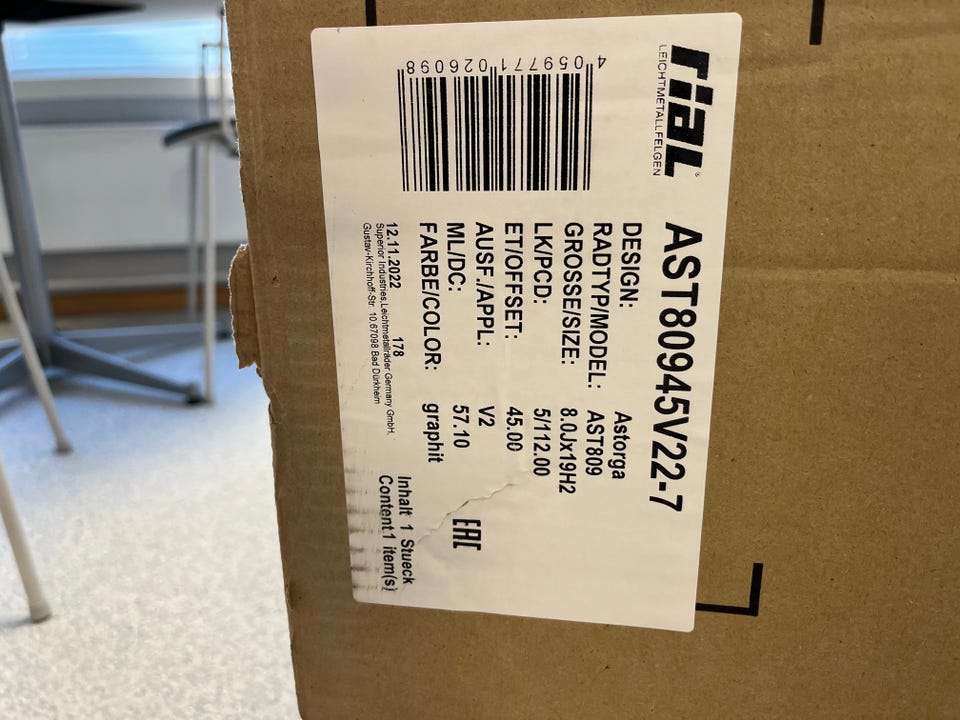 rial®
LEICHTMETALLFELGEN
4 059771 026098
AST80945V22-7
DESIGN: Astorga
RADTYP/MODEL: AST809
GROSSE/SIZE: 8.0Jx19H2
LK/PCD: 5/112.00
ET/OFFSET: 45.00
AUSF./APPL.: V2
ML/DC: 57.10
FARBE/COLOR: graphit
EAC
Inhalt 1 Stueck
Content1 item(s)
12.11.2022 178
Superior Industries Leichtmetallräder Germany GmbH,
Gustav-Kirchhoff-Str. 10,67098 Bad Dürkheim